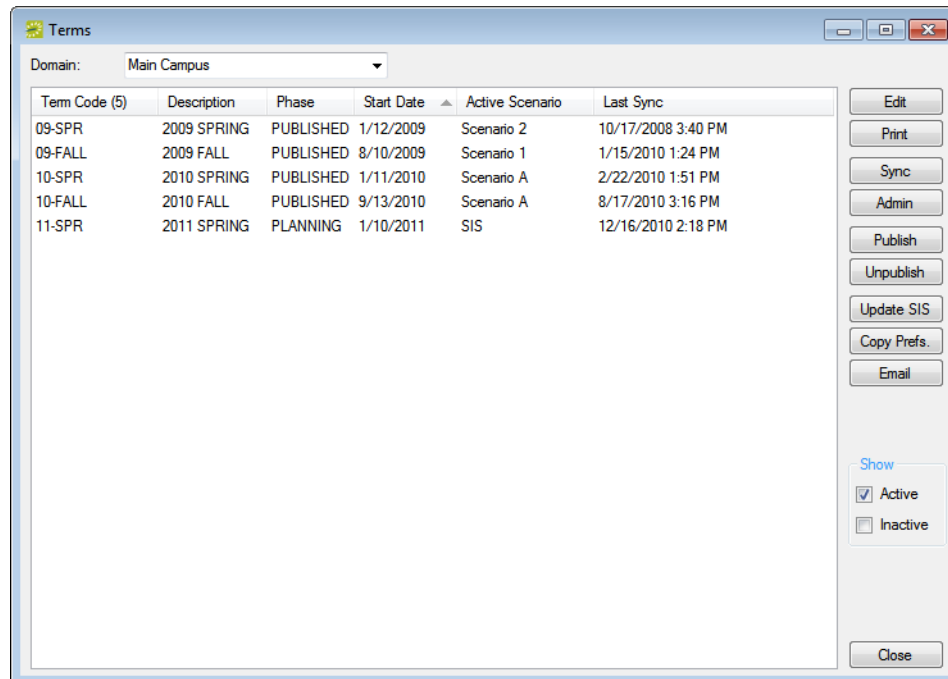 Terms
Domain: Main Campus
Term Code (5) Description Phase Start Date Active Scenario Last Sync
09-SPR 2009 SPRING PUBLISHED 1/12/2009 Scenario 2 10/17/2008 3:40 PM
09-FALL 2009 FALL PUBLISHED 8/10/2009 Scenario 1 1/15/2010 1:24 PM
10-SPR 2010 SPRING PUBLISHED 1/11/2010 Scenario A 2/22/2010 1:51 PM
10-FALL 2010 FALL PUBLISHED 9/13/2010 Scenario A 8/17/2010 3:16 PM
11-SPR 2011 SPRING PLANNING 1/10/2011 SIS 12/16/2010 2:18 PM
Edit
Print
Sync
Admin
Publish
Unpublish
Update SIS
Copy Prefs.
Email
Show
Active
Inactive
Close